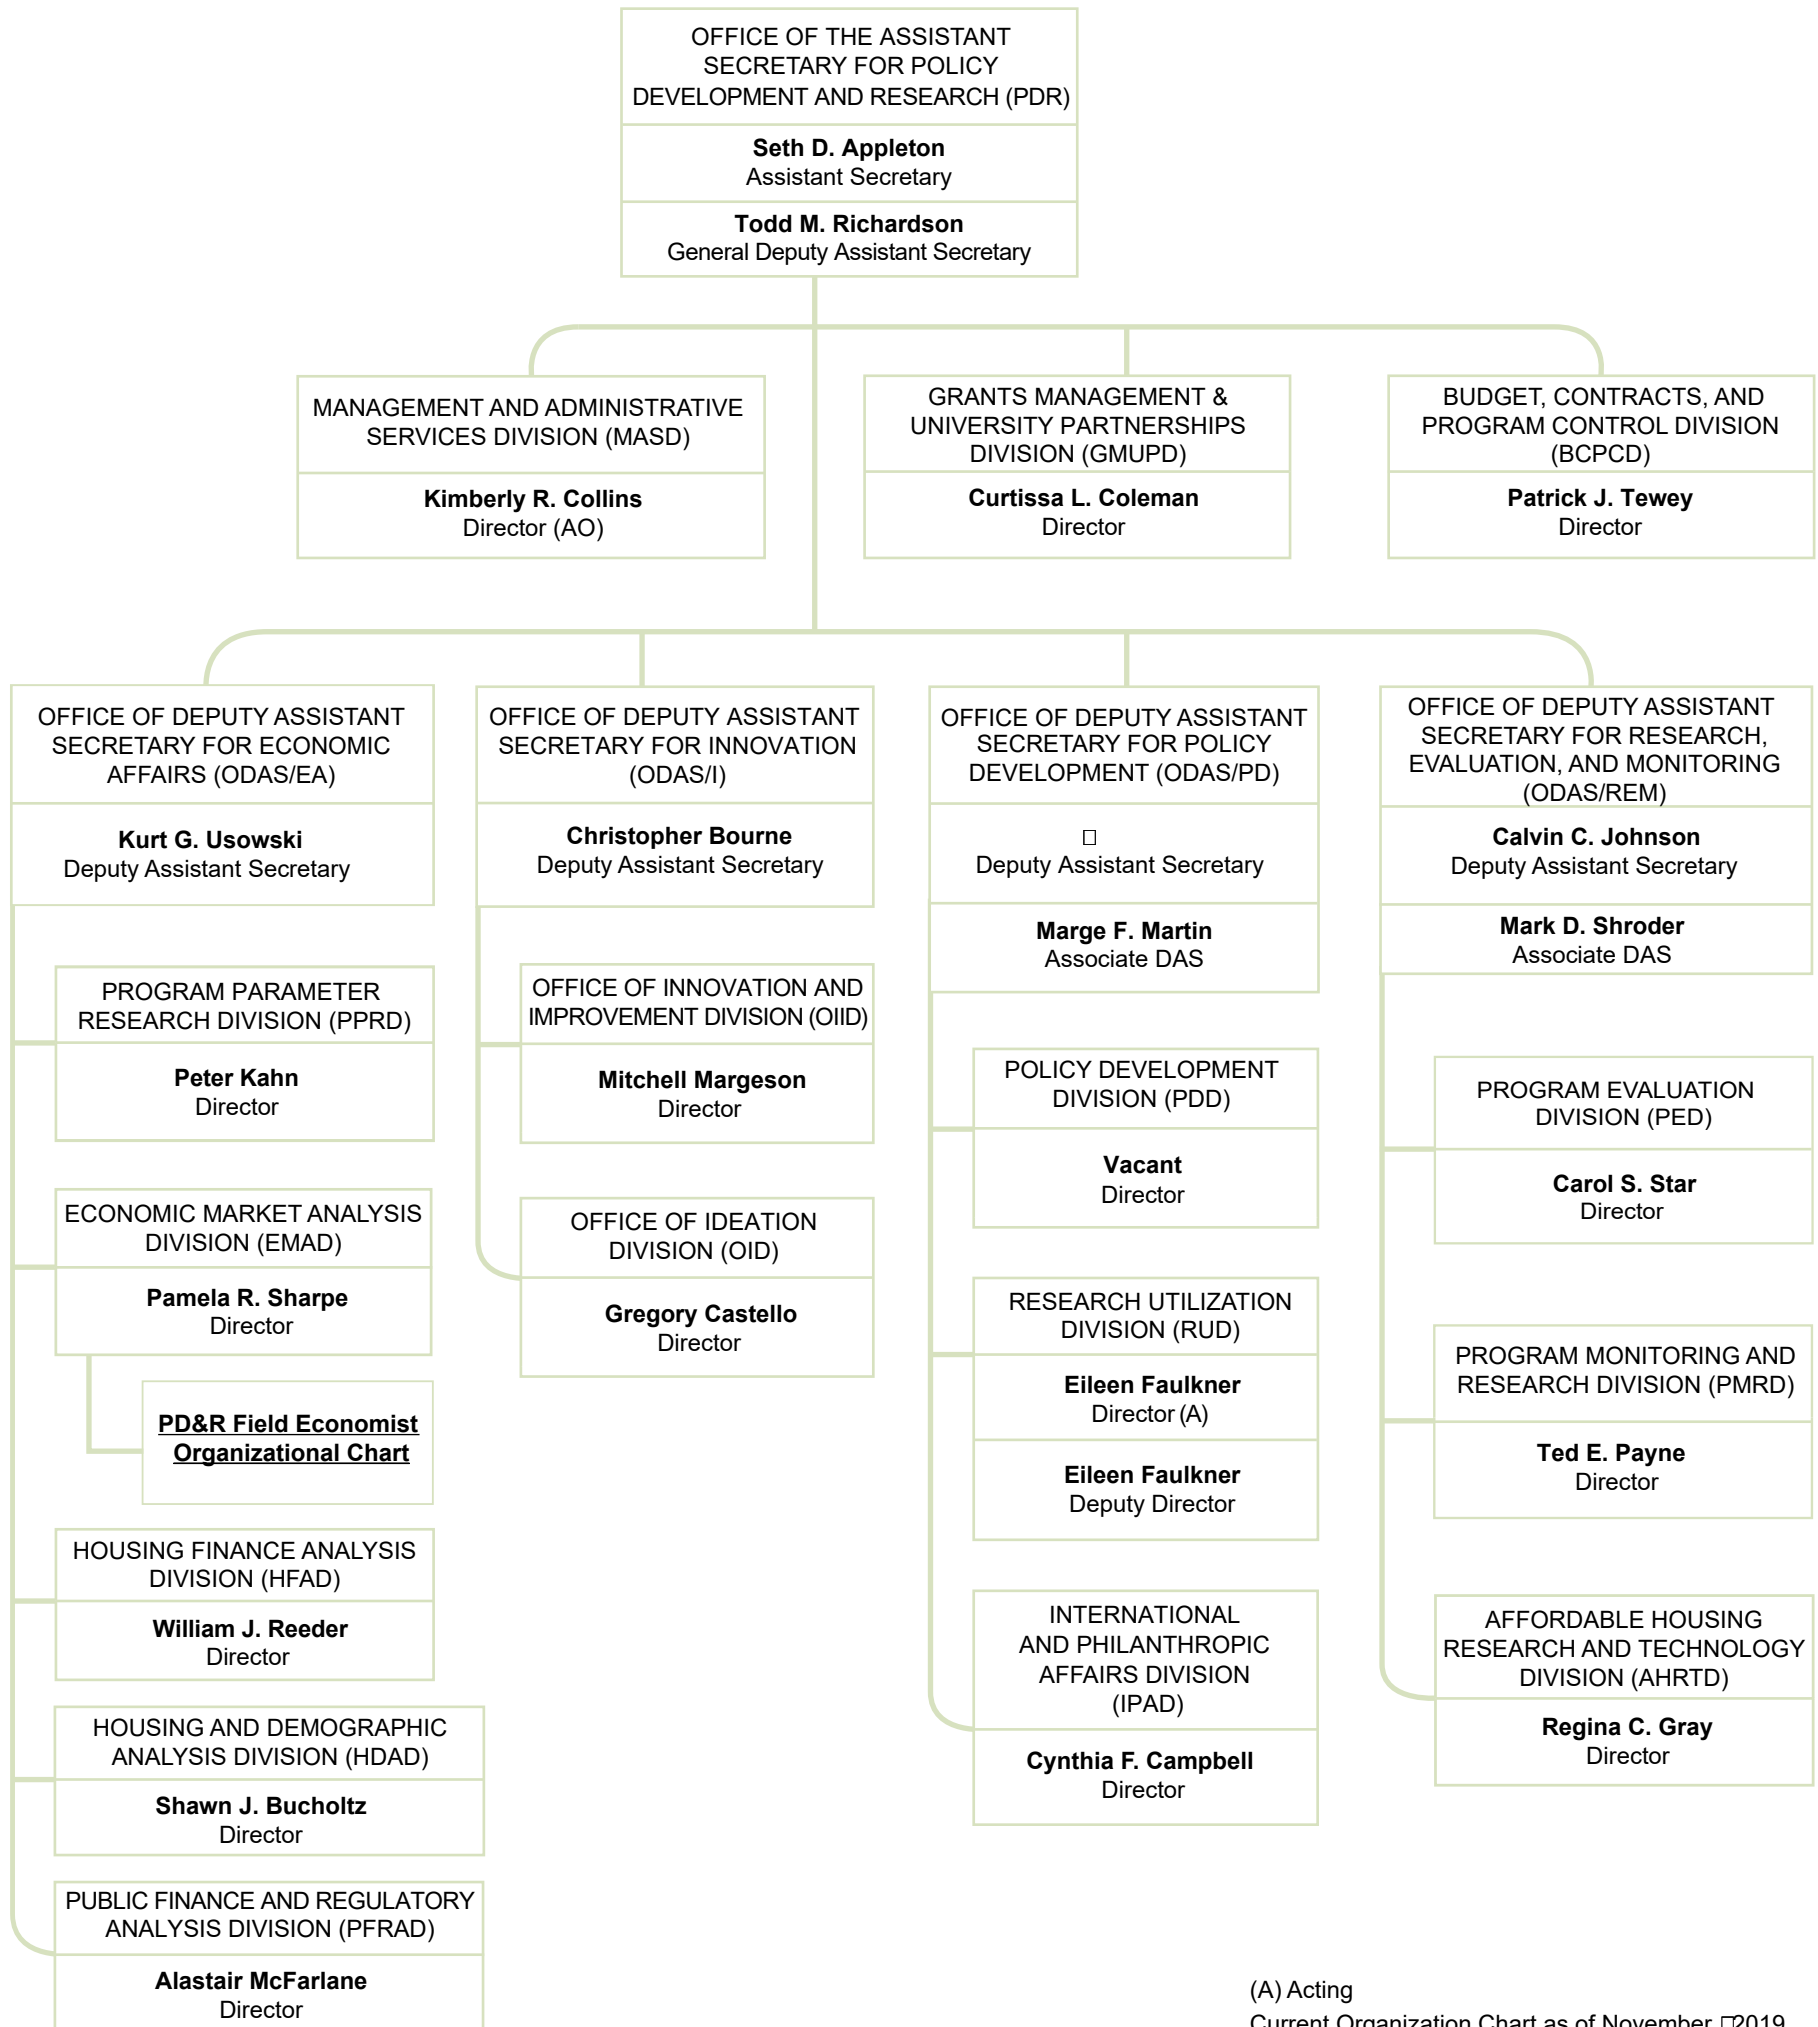 OFFICE OF THE ASSISTANT
SECRETARY FOR POLICY
DEVELOPMENT AND RESEARCH (PDR)
Seth D. Appleton
Assistant Secretary
Todd M. Richardson
General Deputy Assistant Secretary
MANAGEMENT AND ADMINISTRATIVE
SERVICES DIVISION (MASD)
Kimberly R. Collins
Director (AO)
GRANTS MANAGEMENT &
UNIVERSITY PARTNERSHIPS
DIVISION (GMUPD)
Curtissa L. Coleman
Director
BUDGET, CONTRACTS, AND
PROGRAM CONTROL DIVISION
(BCPCD)
Patrick J. Tewey
Director
OFFICE OF DEPUTY ASSISTANT
SECRETARY FOR ECONOMIC
AFFAIRS (ODAS/EA)
Kurt G. Usowski
Deputy Assistant Secretary
PROGRAM PARAMETER
RESEARCH DIVISION (PPRD)
Peter Kahn
Director
ECONOMIC MARKET ANALYSIS
DIVISION (EMAD)
Pamela R. Sharpe
Director
PD&R Field Economist
Organizational Chart
HOUSING FINANCE ANALYSIS
DIVISION (HFAD)
William J. Reeder
Director
HOUSING AND DEMOGRAPHIC
ANALYSIS DIVISION (HDAD)
Shawn J. Bucholtz
Director
PUBLIC FINANCE AND REGULATORY
ANALYSIS DIVISION (PFRAD)
Alastair McFarlane
Director
OFFICE OF DEPUTY ASSISTANT
SECRETARY FOR INNOVATION
(ODAS/I)
Christopher Bourne
Deputy Assistant Secretary
OFFICE OF INNOVATION AND
IMPROVEMENT DIVISION (OIID)
Mitchell Margeson
Director
OFFICE OF IDEATION
DIVISION (OID)
Gregory Castello
Director
OFFICE OF DEPUTY ASSISTANT
SECRETARY FOR POLICY
DEVELOPMENT (ODAS/PD)
Deputy Assistant Secretary
Marge F. Martin
Associate DAS
POLICY DEVELOPMENT
DIVISION (PDD)
Vacant
Director
RESEARCH UTILIZATION
DIVISION (RUD)
Eileen Faulkner
Director (A)
Eileen Faulkner
Deputy Director
INTERNATIONAL
AND PHILANTHROPIC
AFFAIRS DIVISION
(IPAD)
Cynthia F. Campbell
Director
OFFICE OF DEPUTY ASSISTANT
SECRETARY FOR RESEARCH,
EVALUATION, AND MONITORING
(ODAS/REM)
Calvin C. Johnson
Deputy Assistant Secretary
Mark D. Shroder
Associate DAS
PROGRAM EVALUATION
DIVISION (PED)
Carol S. Star
Director
PROGRAM MONITORING AND
RESEARCH DIVISION (PMRD)
Ted E. Payne
Director
AFFORDABLE HOUSING
RESEARCH AND TECHNOLOGY
DIVISION (AHRTD)
Regina C. Gray
Director
(A) Acting
Current Organization Chart as of November 2019